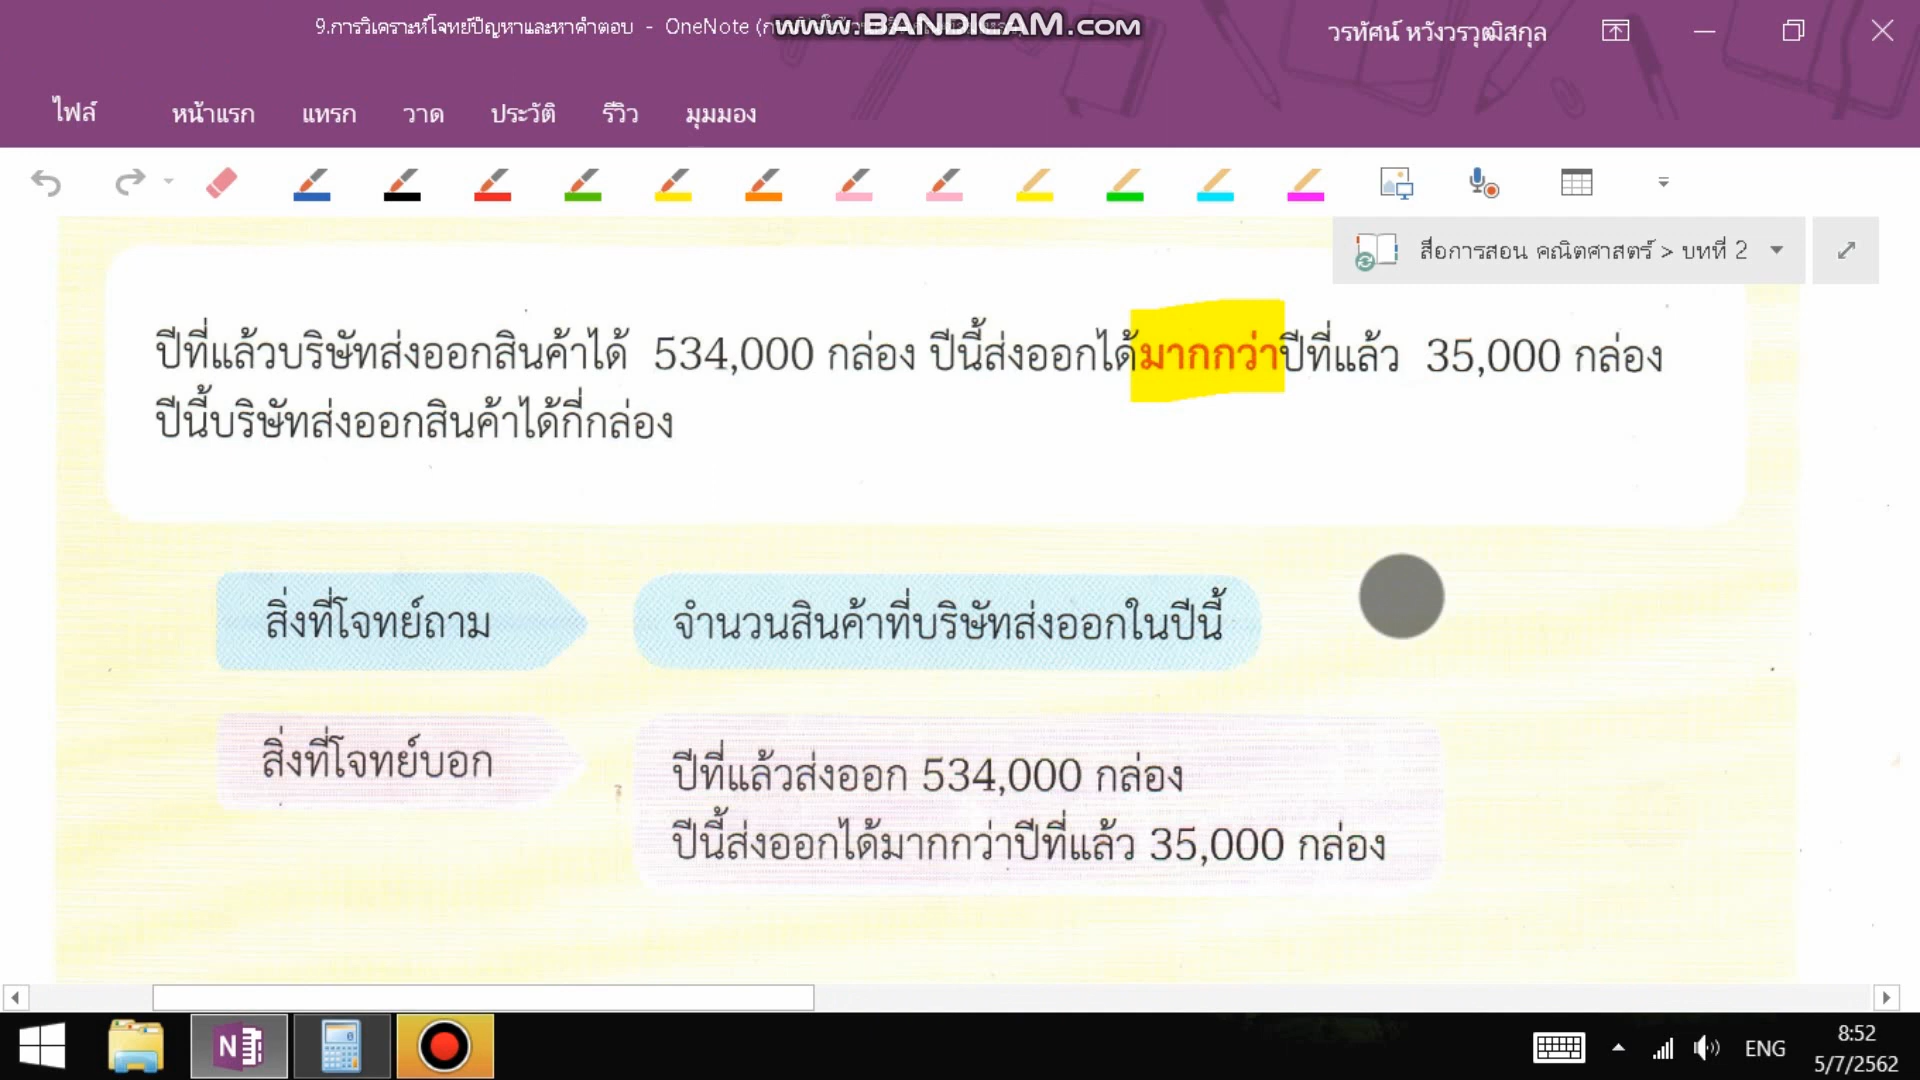 9.การวิเคราะห์โจทย์ปัญหาและหาคำตอบ - OneNote
www.BANDICAM.com
วรทัศน์ หวังวรวุฒิสกุล
ไฟล์ หน้าแรก แทรก วาด ประวัติ รีวิว มุมมอง
สื่อการสอน คณิตศาสตร์ > บทที่ 2
ปีที่แล้วบริษัทส่งออกสินค้าได้ 534,000 กล่อง ปีนี้ส่งออกได้มากกว่าปีที่แล้ว 35,000 กล่อง
ปีนี้บริษัทส่งออกสินค้าได้กี่กล่อง
สิ่งที่โจทย์ถาม
จำนวนสินค้าที่บริษัทส่งออกในปีนี้
สิ่งที่โจทย์บอก
ปีที่แล้วส่งออก 534,000 กล่อง
ปีนี้ส่งออกได้มากกว่าปีที่แล้ว 35,000 กล่อง
ENG
8:52
5/7/2562